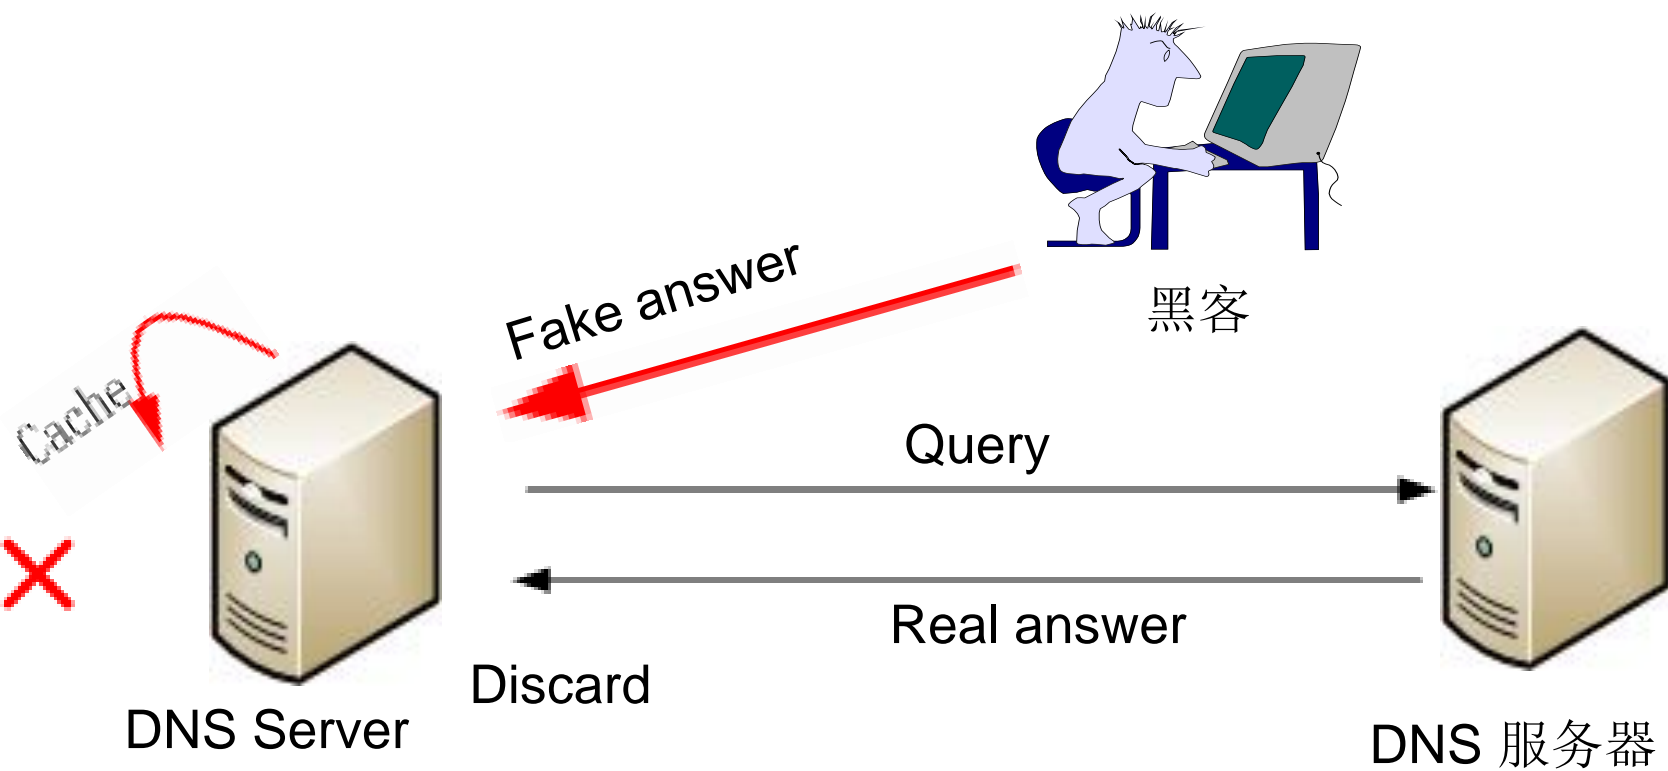 Fake answer
黑客
Cache
Query
Real answer
Discard
DNS Server
DNS 服务器